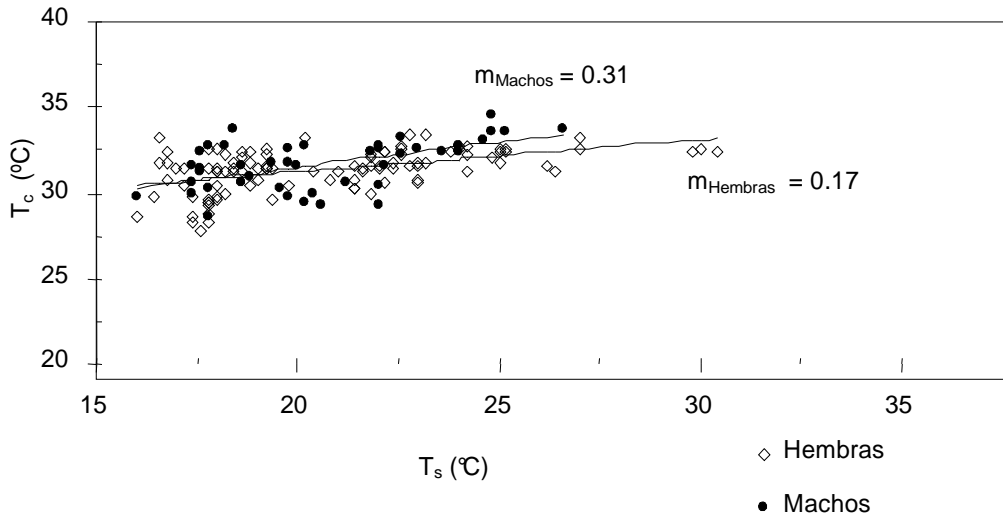 40
m_Machos = 0.31
35
T_c (ºC)
30
m_Hembras = 0.17
25
20
15 20 25 30 35
T_s (ºC)
◇ Hembras
● Machos